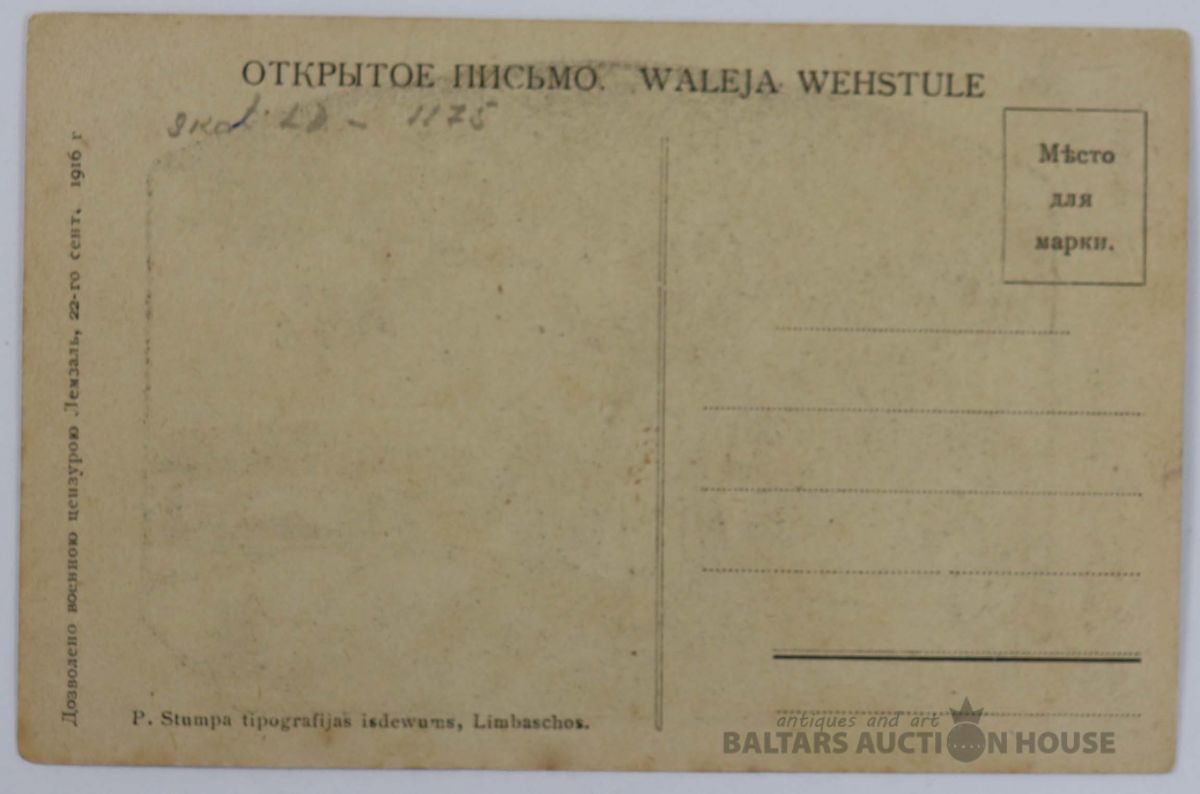 ОТКРЫТОЕ ПИСЬМО. WALEJA WEHSTULE
1175
Мѣсто
для
марки.
Дозволено военною цензурою Лемзаль, 22-го сент. 1916 г
P. Stumpa tipografijas isdewums, Limbaschos.
antiques and art
BALTARS AUCTION HOUSE